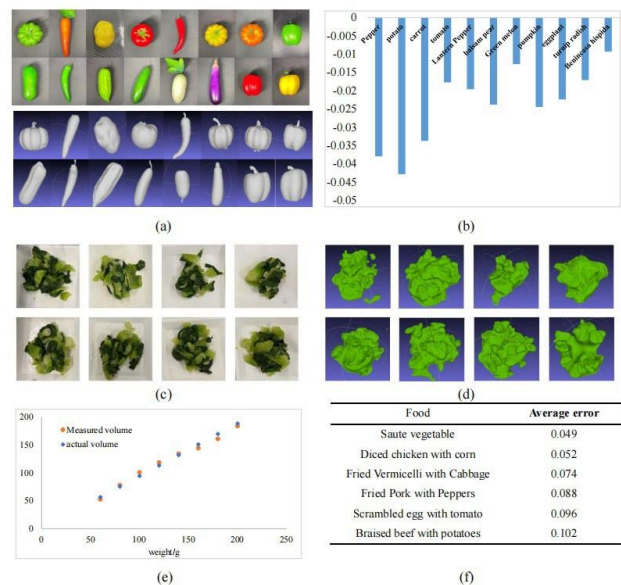 0
-0.005
-0.01
-0.015
-0.02
-0.025
-0.03
-0.035
-0.04
-0.045
-0.05
Pepper
potato
carrot
tomato
Lantern Pepper
balsam pear
Green melon
pumpkin
eggplant
turnip radish
Benincasa hispida
(a)
(b)
(c)
(d)
200
150
100
50
0
Measured volume
actual volume
0 50 100 150 200 250
weight/g
(e)
Food Average error
Saute vegetable 0.049
Diced chicken with corn 0.052
Fried Vermicelli with Cabbage 0.074
Fried Pork with Peppers 0.088
Scrambled egg with tomato 0.096
Braised beef with potatoes 0.102
(f)